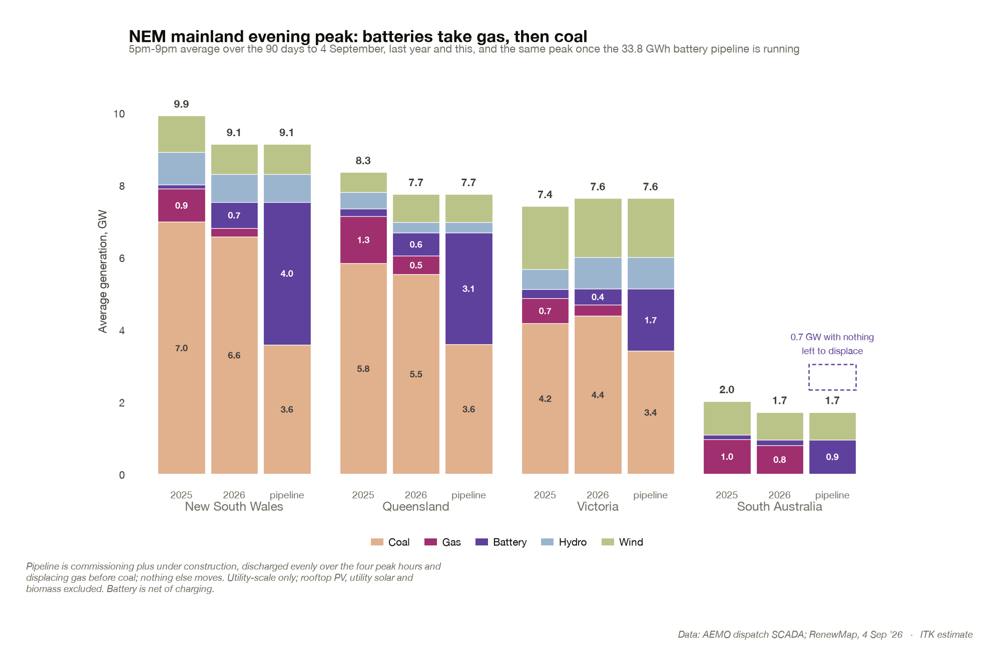 NEM mainland evening peak: batteries take gas, then coal
5pm-9pm average over the 90 days to 4 September, last year and this, and the same peak once the 33.8 GWh battery pipeline is running
Average generation, GW
10
8
6
4
2
0
9.9
0.9
7.0
9.1
0.7
6.6
9.1
4.0
3.6
8.3
1.3
5.8
7.7
0.6
0.5
5.5
7.7
3.1
3.6
7.4
0.7
4.2
7.6
0.4
4.4
7.6
1.7
3.4
2.0
1.0
1.7
0.8
0.7 GW with nothing
left to displace
1.7
0.9
2025 2026 pipeline
New South Wales
2025 2026 pipeline
Queensland
2025 2026 pipeline
Victoria
2025 2026 pipeline
South Australia
Coal Gas Battery Hydro Wind
Pipeline is commissioning plus under construction, discharged evenly over the four peak hours and
displacing gas before coal; nothing else moves. Utility-scale only; rooftop PV, utility solar and
biomass excluded. Battery is net of charging.
Data: AEMO dispatch SCADA; RenewMap, 4 Sep '26 · ITK estimate